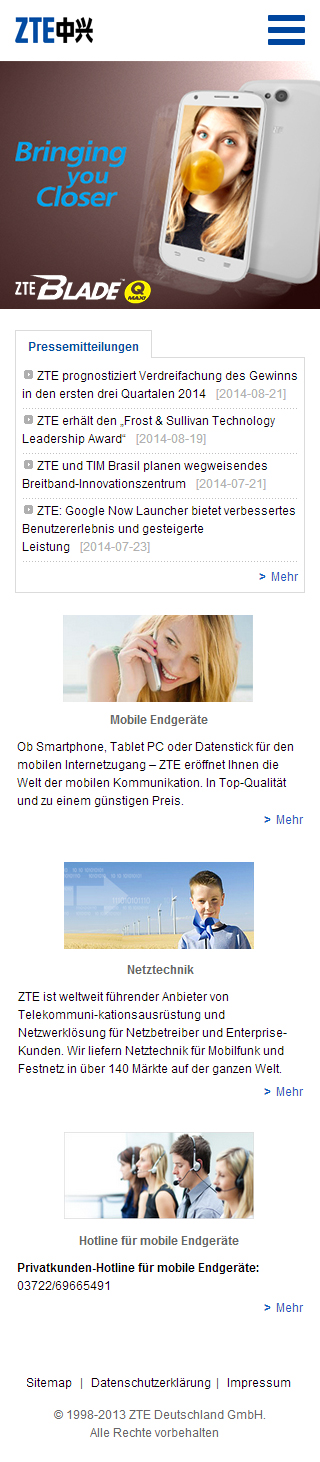 ZTE中兴
Bringing
you
Closer
ZTE BLADE™ Q
MAXI
Pressemitteilungen
ZTE prognostiziert Verdreifachung des Gewinns
in den ersten drei Quartalen 2014 [2014-08-21]
ZTE erhält den „Frost & Sullivan Technology
Leadership Award“ [2014-08-19]
ZTE und TIM Brasil planen wegweisendes
Breitband-Innovationszentrum [2014-07-21]
ZTE: Google Now Launcher bietet verbessertes
Benutzererlebnis und gesteigerte
Leistung [2014-07-23]
> Mehr
Mobile Endgeräte
Ob Smartphone, Tablet PC oder Datenstick für den
mobilen Internetzugang – ZTE eröffnet Ihnen die
Welt der mobilen Kommunikation. In Top-Qualität
und zu einem günstigen Preis.
> Mehr
Netztechnik
ZTE ist weltweit führender Anbieter von
Telekommuni-kationsausrüstung und
Netzwerklösung für Netzbetreiber und Enterprise-
Kunden. Wir liefern Netztechnik für Mobilfunk und
Festnetz in über 140 Märkte auf der ganzen Welt.
> Mehr
Hotline für mobile Endgeräte
Privatkunden-Hotline für mobile Endgeräte:
03722/69665491
> Mehr
Sitemap | Datenschutzerklärung | Impressum
© 1998-2013 ZTE Deutschland GmbH.
Alle Rechte vorbehalten